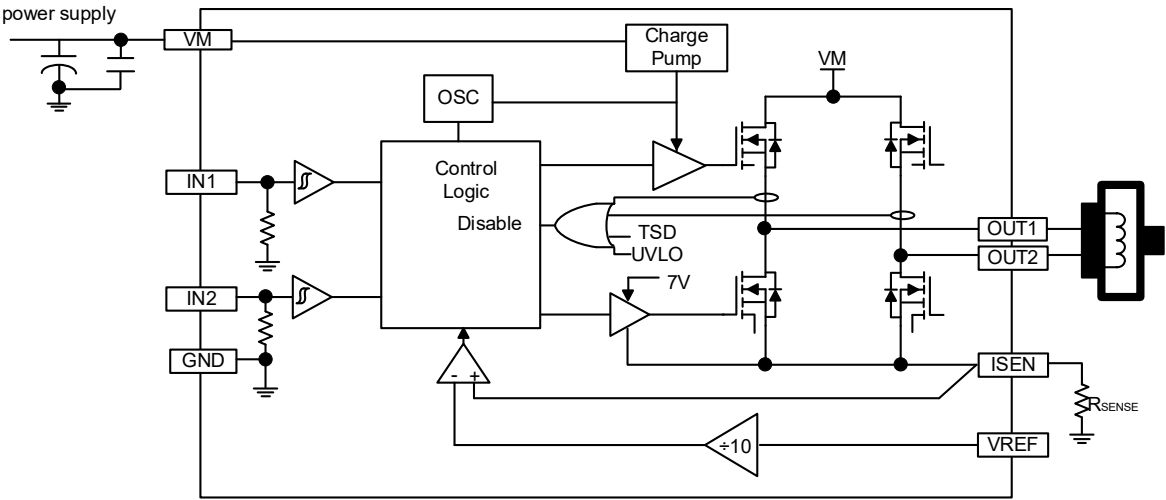 power supply
VM
Charge
Pump
VM
OSC
Control
Logic
Disable
IN1
TSD
UVLO
OUT1
OUT2
7V
IN2
GND
ISEN
- +
RSENSE
÷10
VREF